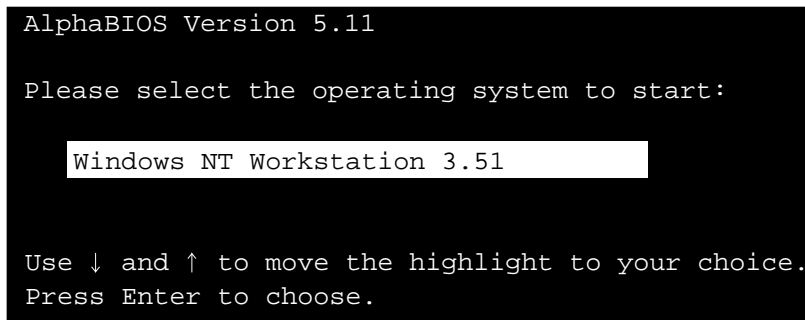 AlphaBIOS Version 5.11
Please select the operating system to start:
Windows NT Workstation 3.51
Use ↓ and ↑ to move the highlight to your choice.
Press Enter to choose.